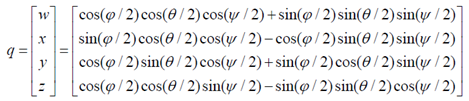 w cos(φ / 2)cos(θ / 2)cos(ψ / 2)+sin(φ / 2)sin(θ / 2)sin(ψ / 2)
q = x = sin(φ / 2)cos(θ / 2)cos(ψ / 2)−cos(φ / 2)sin(θ / 2)sin(ψ / 2)
y cos(φ / 2)sin(θ / 2)cos(ψ / 2)+sin(φ / 2)cos(θ / 2)sin(ψ / 2)
z cos(φ / 2)cos(θ / 2)sin(ψ / 2)−sin(φ / 2)sin(θ / 2)cos(ψ / 2)